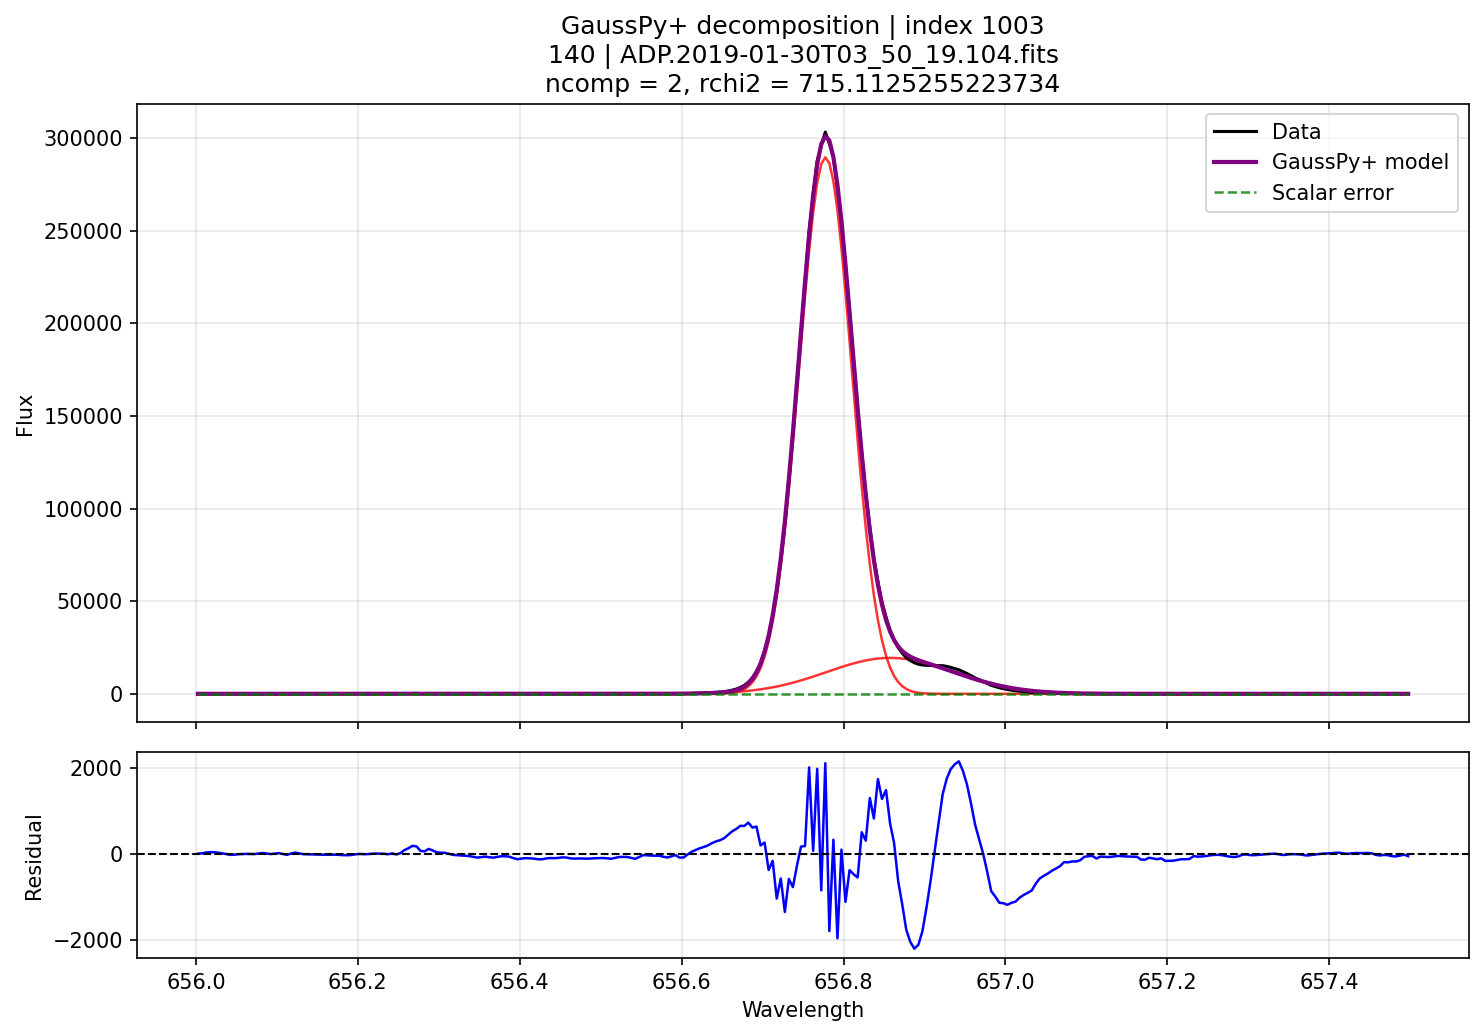 GaussPy+ decomposition | index 1003
140 | ADP.2019-01-30T03_50_19.104.fits
ncomp = 2, rchi2 = 715.1125255223734
Data
GaussPy+ model
Scalar error
Flux
300000
250000
200000
150000
100000
50000
0
Residual
2000
0
−2000
656.0
656.2
656.4
656.6
656.8
657.0
657.2
657.4
Wavelength